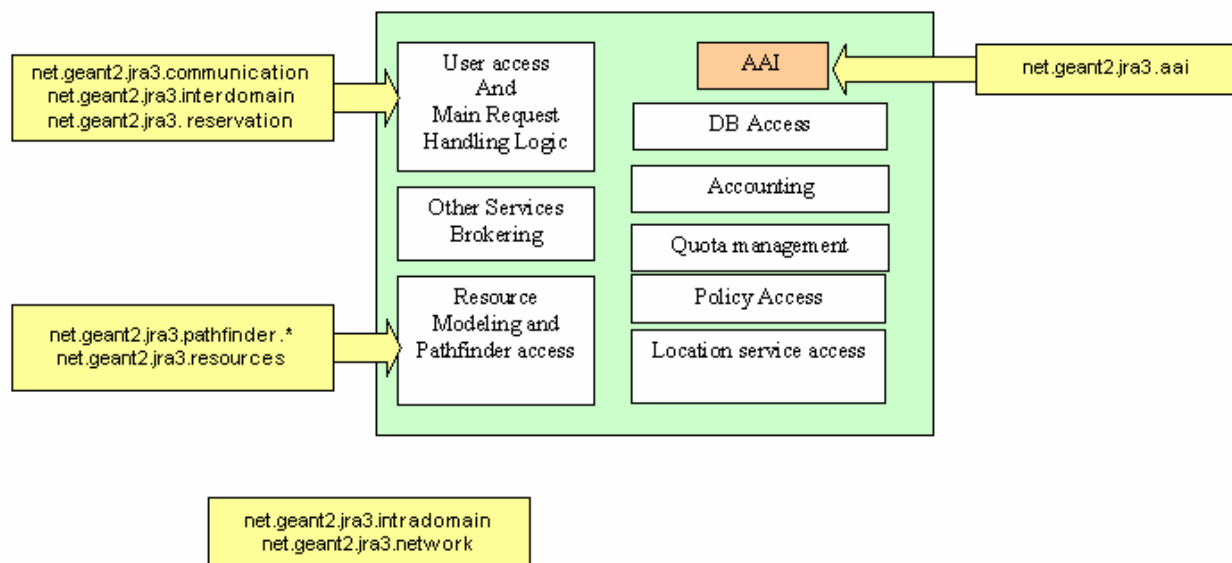 net.geant2.jra3.communication
net.geant2.jra3.interdomain
net.geant2.jra3. reservation
User access
And
Main Request
Handling Logic
Other Services
Brokering
Resource
Modeling and
Pathfinder access
AAI
DB Access
Accounting
Quota management
Policy Access
Location service access
net.geant2.jra3.aai
net.geant2.jra3.pathfinder.*
net.geant2.jra3.resources
net.geant2.jra3.intradomain
net.geant2.jra3.network